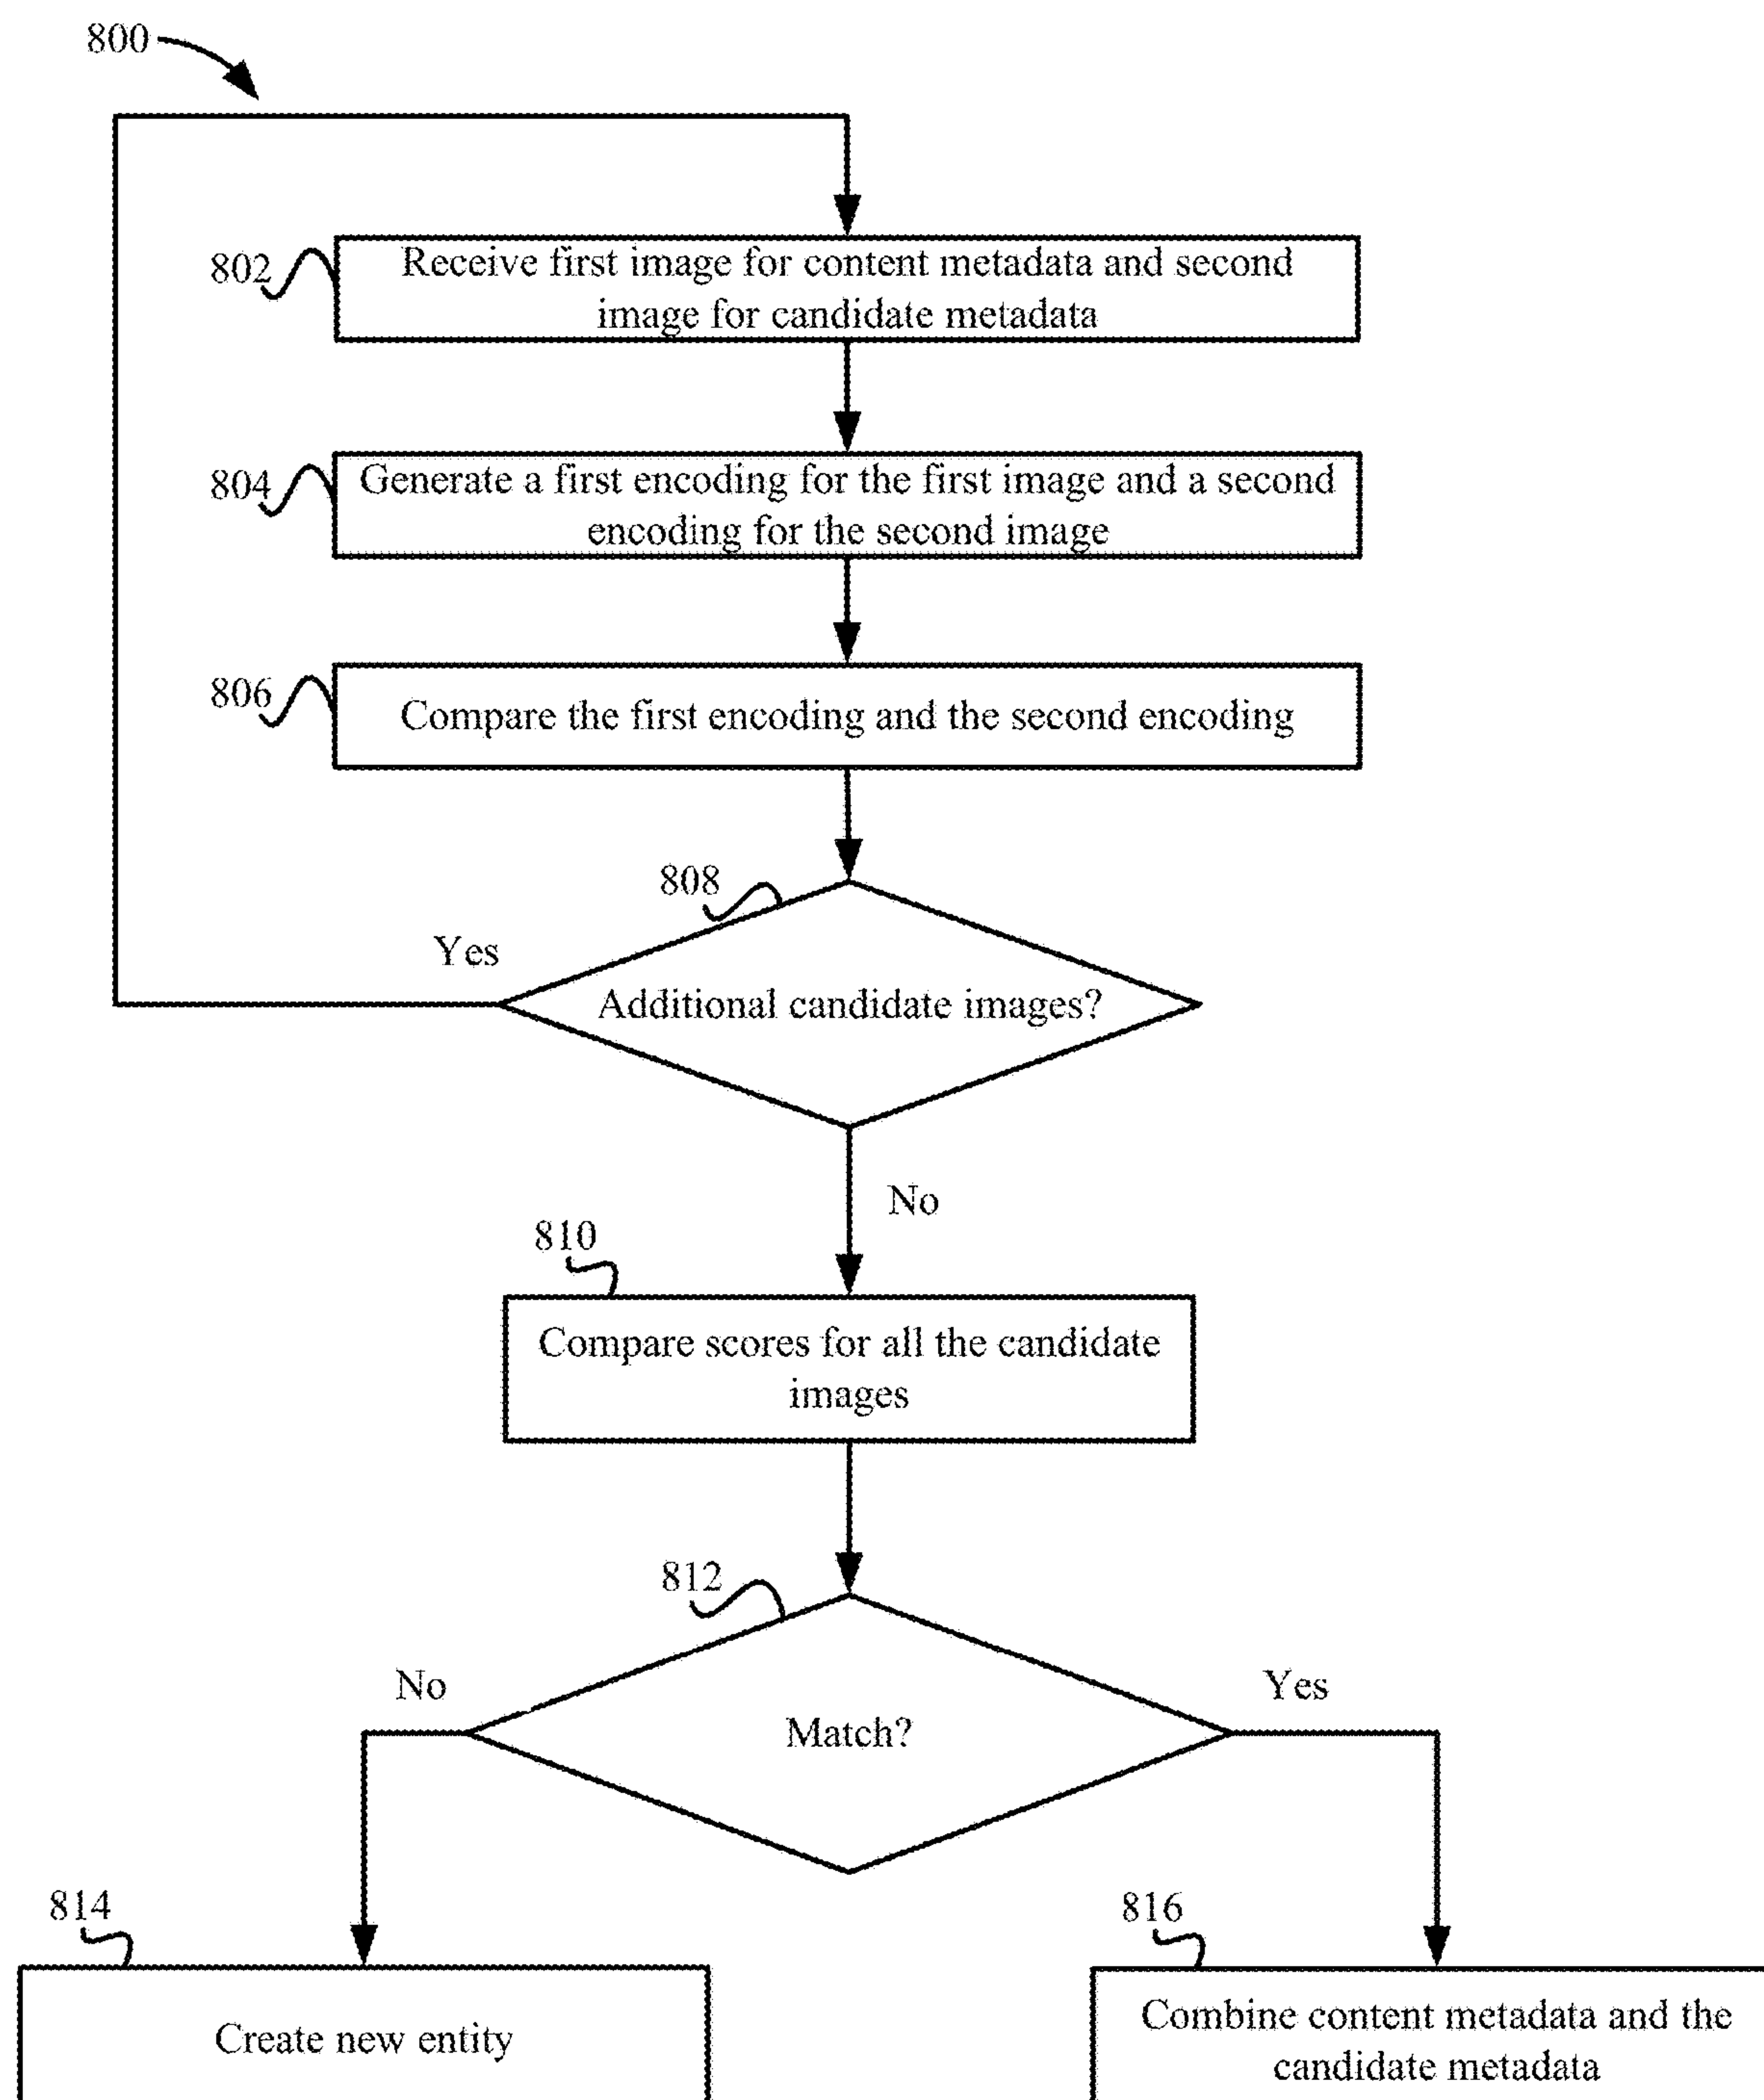 800
802
Receive first image for content metadata and second
image for candidate metadata
804
Generate a first encoding for the first image and a second
encoding for the second image
806
Compare the first encoding and the second encoding
808
Yes
Additional candidate images?
No
810
Compare scores for all the candidate
images
812
No
Yes
Match?
814
Create new entity
816
Combine content metadata and the
candidate metadata